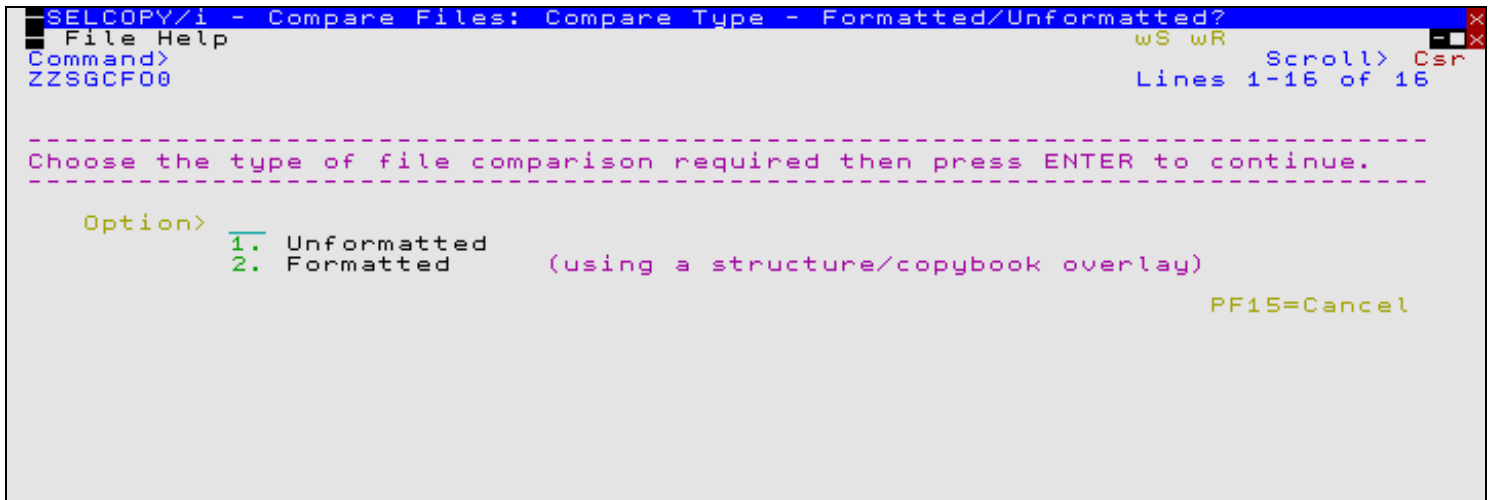 SELCOPY/i - Compare Files: Compare Type - Formatted/Unformatted?
File Help wS wR
Command> Scroll> Csr
ZZSGCFO0 Lines 1-16 of 16
Choose the type of file comparison required then press ENTER to continue.
Option> __
1. Unformatted
2. Formatted (using a structure/copybook overlay)
PF15=Cancel